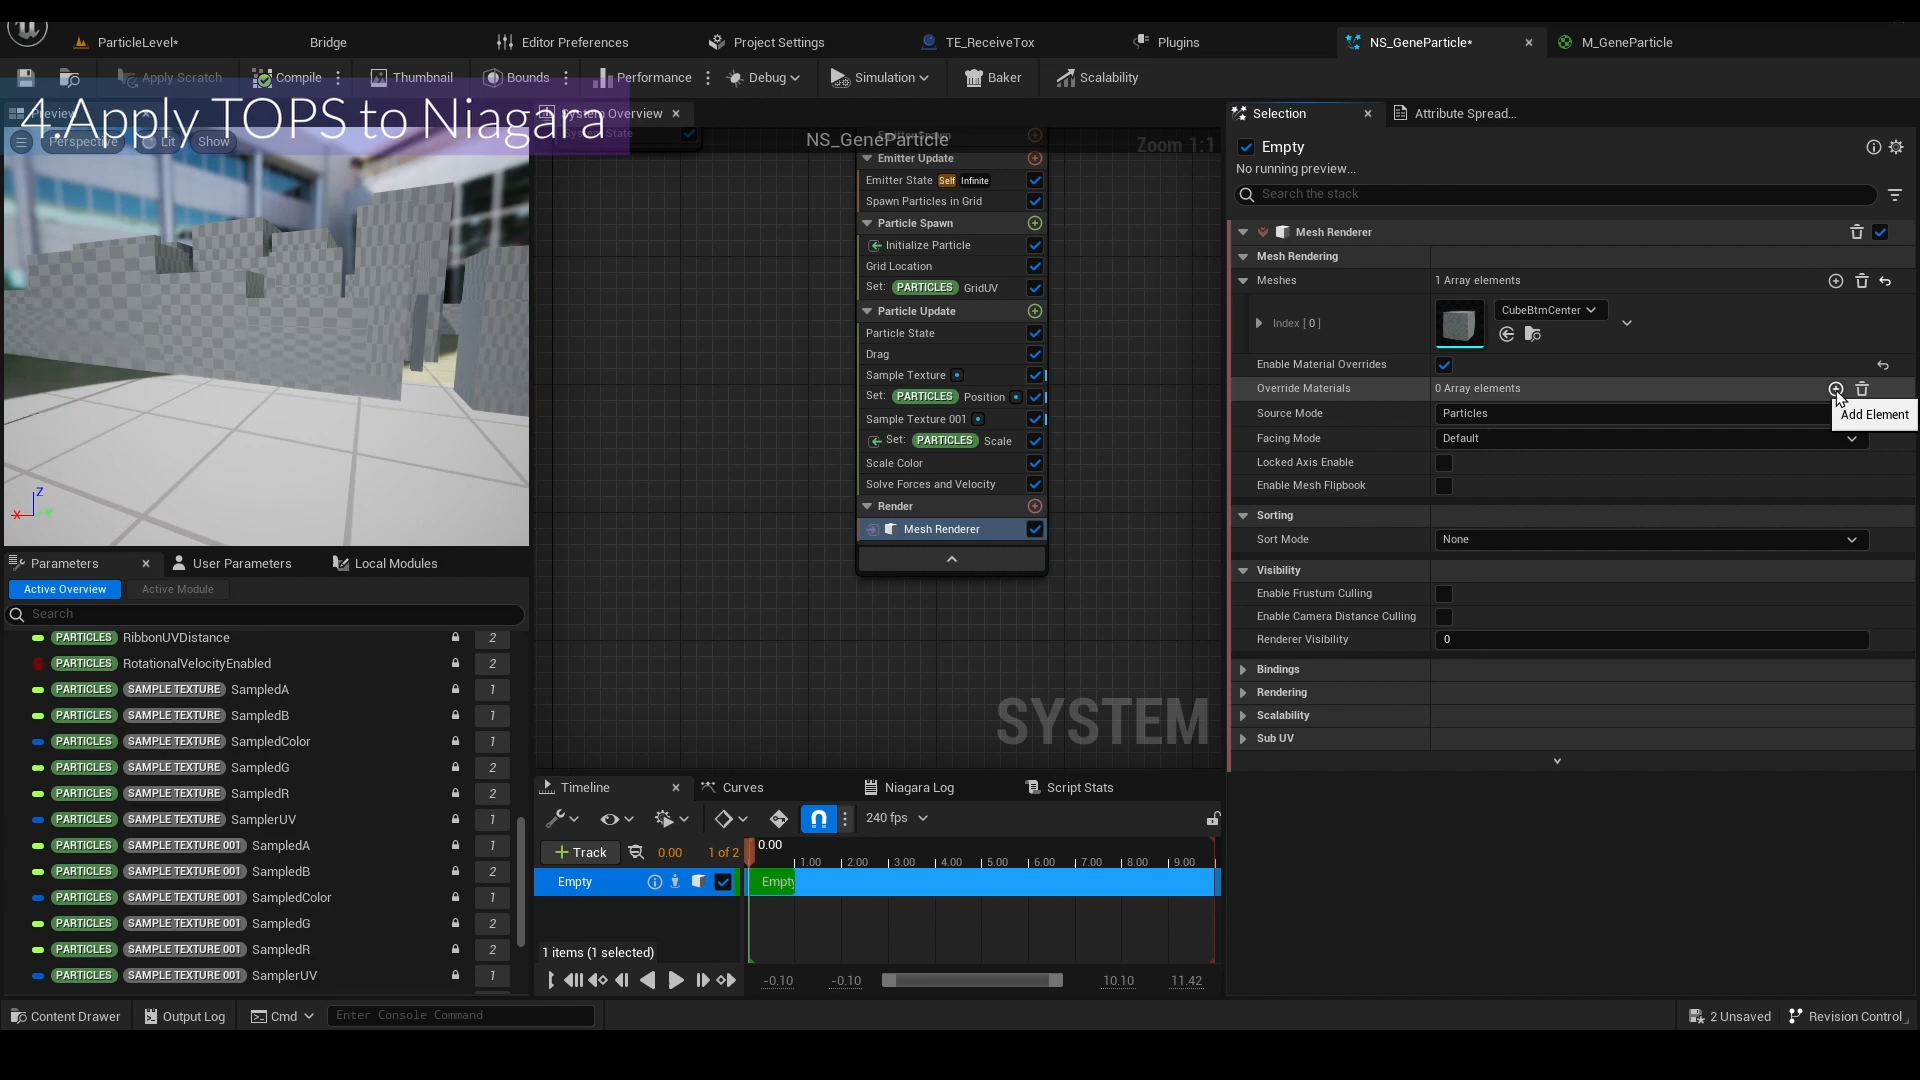 ParticleLevel*
Bridge
Editor Preferences
Project Settings
TE_ReceiveTox
Plugins
NS_GeneParticle*
M_GeneParticle
Apply Scratch
Compile
Thumbnail
Bounds
Performance
Debug
Simulation
Baker
Scalability
4.Apply TOPS to Niagara
Preview
System Overview
Perspective
Lit
Show
System State
NS_GeneParticle
Zoom 1:1
Emitter Spawn
Emitter Update
Emitter State Self Infinite
Spawn Particles in Grid
Particle Spawn
Initialize Particle
Grid Location
Set: PARTICLES GridUV
Particle Update
Particle State
Drag
Sample Texture
Set: PARTICLES Position
Sample Texture 001
Set: PARTICLES Scale
Scale Color
Solve Forces and Velocity
Render
Mesh Renderer
SYSTEM
Selection
Attribute Spread...
Empty
No running preview...
Search the stack
Mesh Renderer
Mesh Rendering
Meshes 1 Array elements
Index [ 0 ] CubeBtmCenter
Enable Material Overrides
Override Materials 0 Array elements
Add Element
Source Mode Particles
Facing Mode Default
Locked Axis Enable
Enable Mesh Flipbook
Sorting
Sort Mode None
Visibility
Enable Frustum Culling
Enable Camera Distance Culling
Renderer Visibility 0
Bindings
Rendering
Scalability
Sub UV
Z
X
Y
Parameters
User Parameters
Local Modules
Active Overview
Active Module
Search
PARTICLES RibbonUVDistance 2
PARTICLES RotationalVelocityEnabled 2
PARTICLES SAMPLE TEXTURE SampledA 1
PARTICLES SAMPLE TEXTURE SampledB 1
PARTICLES SAMPLE TEXTURE SampledColor 1
PARTICLES SAMPLE TEXTURE SampledG 2
PARTICLES SAMPLE TEXTURE SampledR 2
PARTICLES SAMPLE TEXTURE SamplerUV 1
PARTICLES SAMPLE TEXTURE 001 SampledA 1
PARTICLES SAMPLE TEXTURE 001 SampledB 2
PARTICLES SAMPLE TEXTURE 001 SampledColor 1
PARTICLES SAMPLE TEXTURE 001 SampledG 2
PARTICLES SAMPLE TEXTURE 001 SampledR 2
PARTICLES SAMPLE TEXTURE 001 SamplerUV 1
Timeline
Curves
Niagara Log
Script Stats
240 fps
+ Track
0.00
1 of 2
0.00
1.00 2.00 3.00 4.00 5.00 6.00 7.00 8.00 9.00
Empty
Empty
1 items (1 selected)
-0.10
-0.10
10.10
11.42
Content Drawer
Output Log
Cmd
Enter Console Command
2 Unsaved
Revision Control